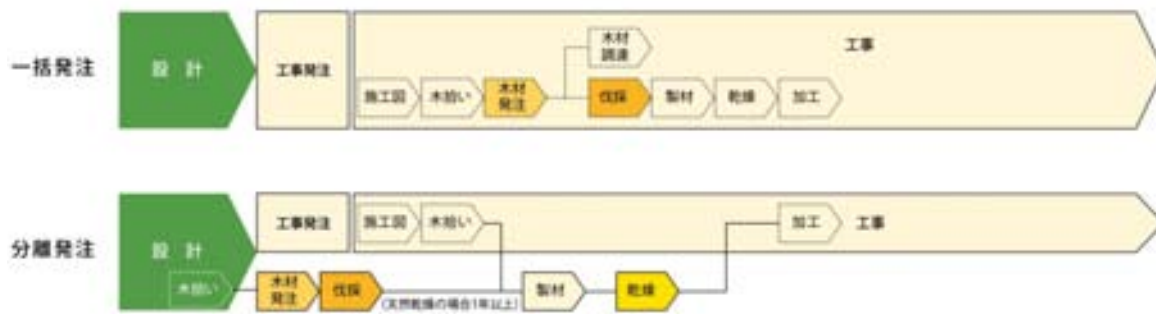 一括発注
設 計
工事発注
施工図
木拾い
木材
発注
木材
調達
伐採
製材
乾燥
加工
工事
分離発注
設 計
木拾い
工事発注
施工図
木拾い
木材
発注
伐採
(天然乾燥の場合1年以上)
製材
乾燥
加工
工事